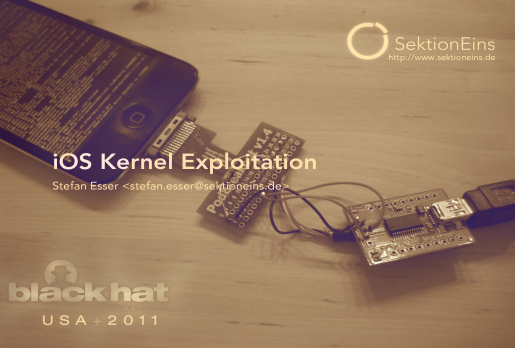 SektionEins
http://www.sektioneins.de
iOS Kernel Exploitation
Stefan Esser <stefan.esser@sektioneins.de>
black hat
USA + 2011